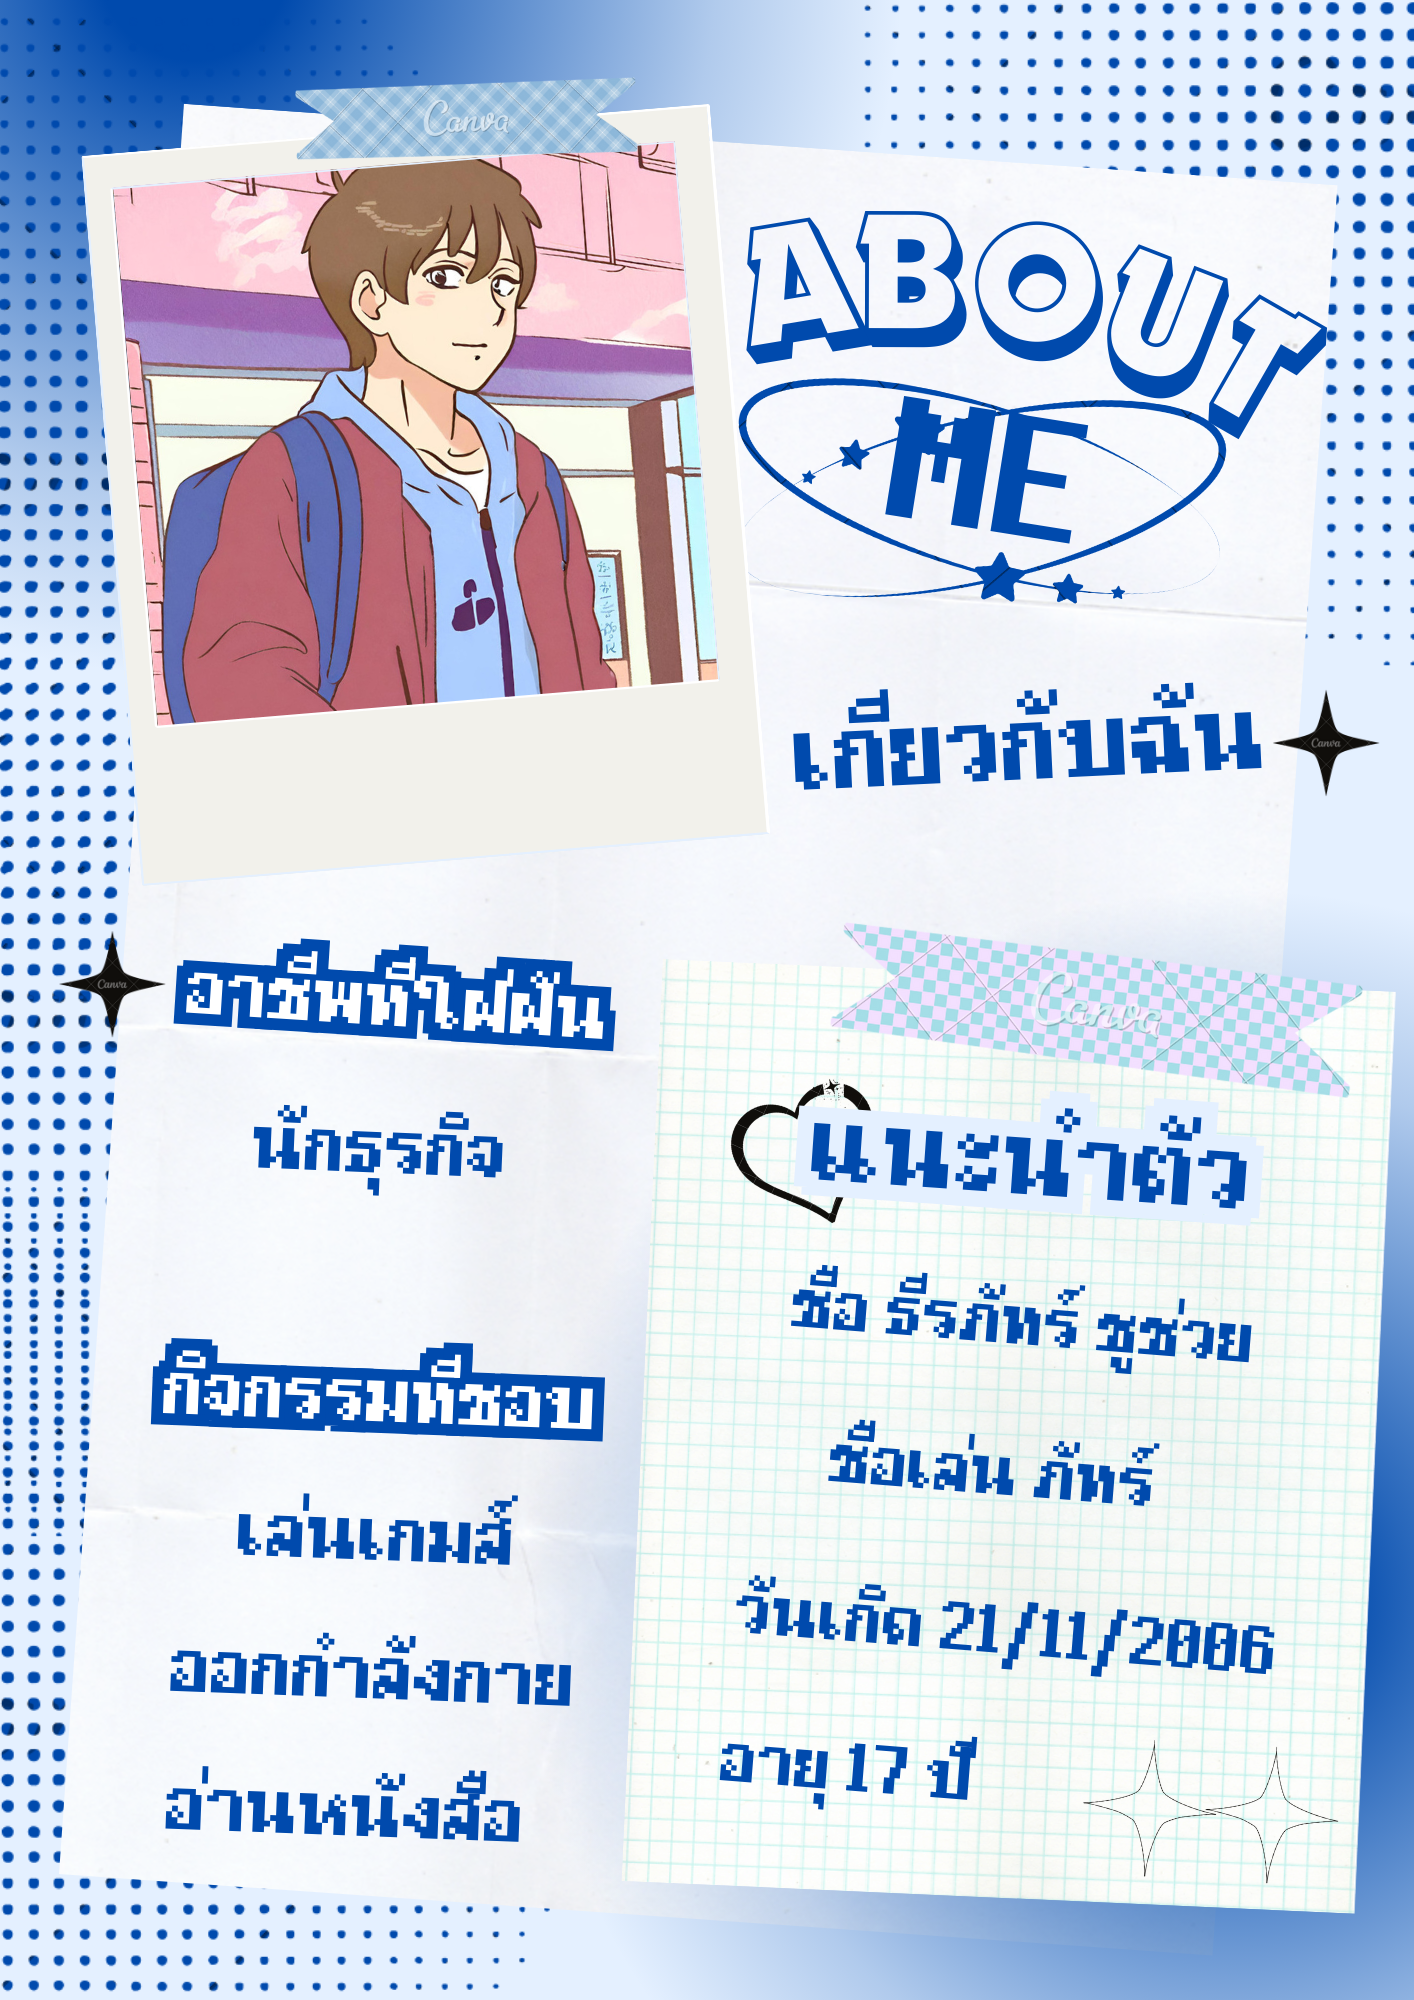 Canva
ABOUT
ME
เกี่ยวกับฉัน
Canva
Canva
อาชีพที่ใฝ่ฝัน
นักธุรกิจ
กิจกรรมที่ชอบ
เล่นเกมส์
ออกกำลังกาย
อ่านหนังสือ
Canva
แนะนำตัว
ชื่อ ธีรภัทร์ ชูช่วย
ชื่อเล่น ภัทร์
วันเกิด 21/11/2006
อายุ 17 ปี